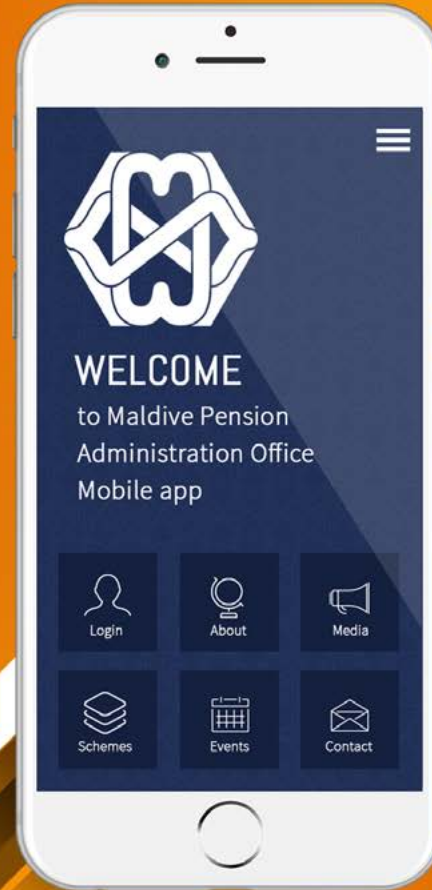 WELCOME
to Maldive Pension
Administration Office
Mobile app
Login
About
Media
Schemes
Events
Contact